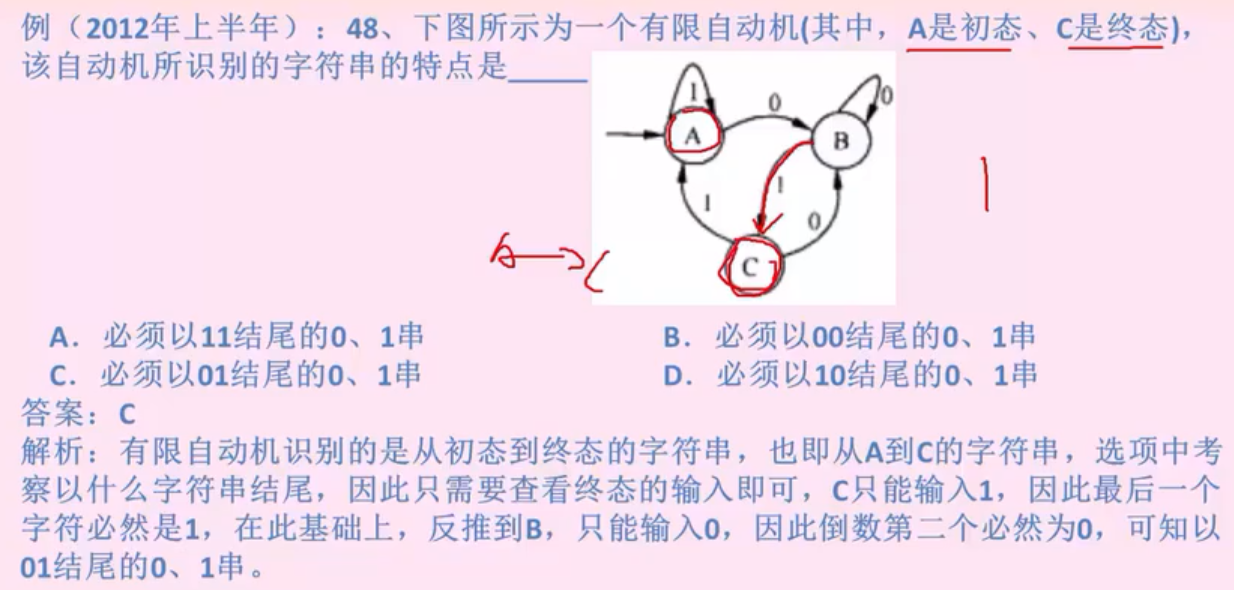 例（2012年上半年）：48、下图所示为一个有限自动机(其中，A是初态、C是终态)，
该自动机所识别的字符串的特点是_____
1
0
0
A
B
1
1
0
C
A→C
1
A. 必须以11结尾的0、1串
B. 必须以00结尾的0、1串
C. 必须以01结尾的0、1串
D. 必须以10结尾的0、1串
答案：C
解析：有限自动机识别的是从初态到终态的字符串，也即从A到C的字符串，选项中考
察以什么字符串结尾，因此只需要查看终态的输入即可，C只能输入1，因此最后一个
字符必然是1，在此基础上，反推到B，只能输入0，因此倒数第二个必然为0，可知以
01结尾的0、1串。